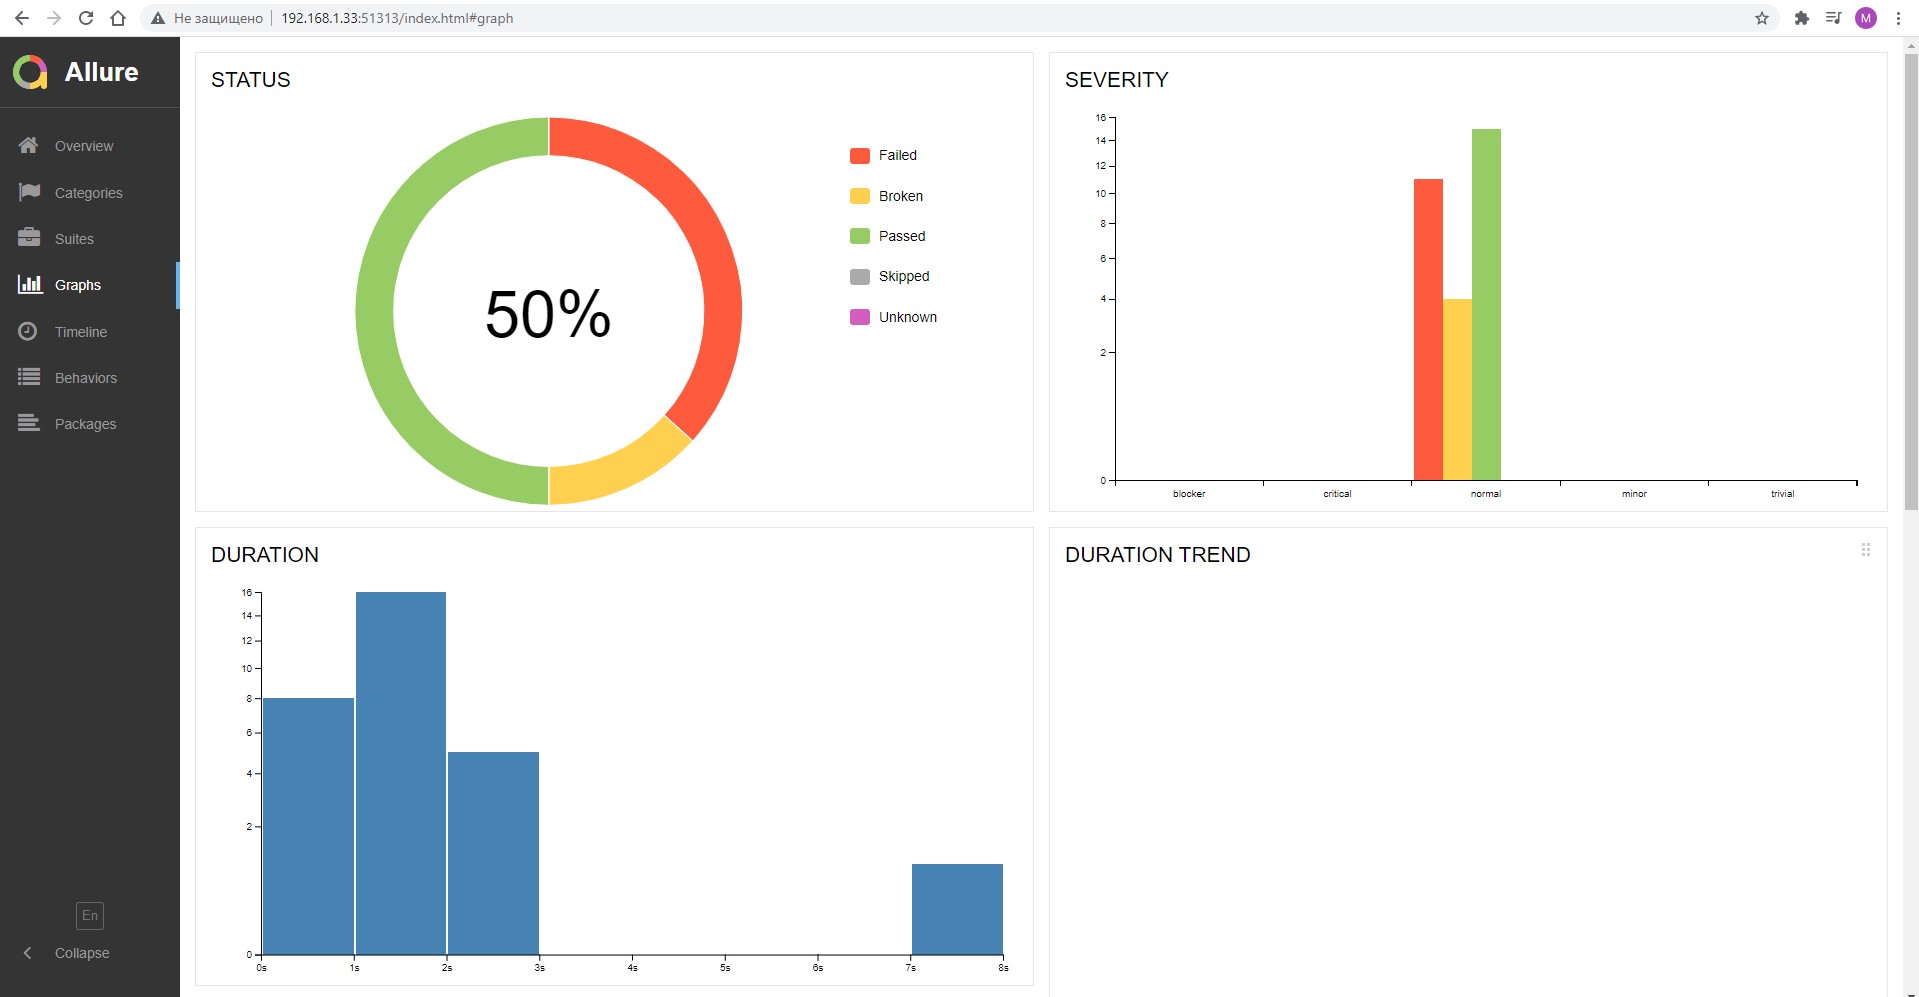 Не защищено 192.168.1.33:51313/index.html#graph M
Allure
Overview
Categories
Suites
Graphs
Timeline
Behaviors
Packages
En
Collapse
STATUS
50%
Failed
Broken
Passed
Skipped
Unknown
SEVERITY
16
14
12
10
8
6
4
2
0
blocker critical normal minor trivial
DURATION
16
14
12
10
8
6
4
2
0
0s 1s 2s 3s 4s 5s 6s 7s 8s
DURATION TREND